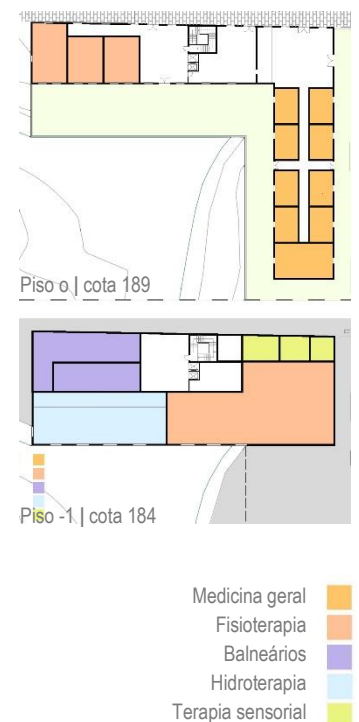 Piso o | cota 189
Piso -1 | cota 184
Medicina geral
Fisioterapia
Balneários
Hidroterapia
Terapia sensorial